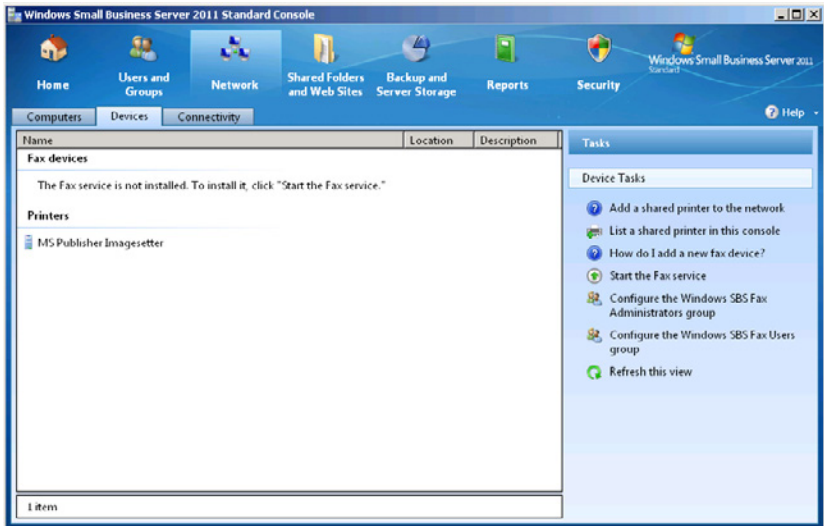 Windows Small Business Server 2011 Standard Console
Home
Users and
Groups
Network
Shared Folders
and Web Sites
Backup and
Server Storage
Reports
Security
Windows Small Business Server 2011
Standard
Computers
Devices
Connectivity
Help
Name
Location
Description
Fax devices
The Fax service is not installed. To install it, click "Start the Fax service."
Printers
MS Publisher Imagesetter
1 item
Tasks
Device Tasks
Add a shared printer to the network
List a shared printer in this console
How do I add a new fax device?
Start the Fax service
Configure the Windows SBS Fax
Administrators group
Configure the Windows SBS Fax Users
group
Refresh this view